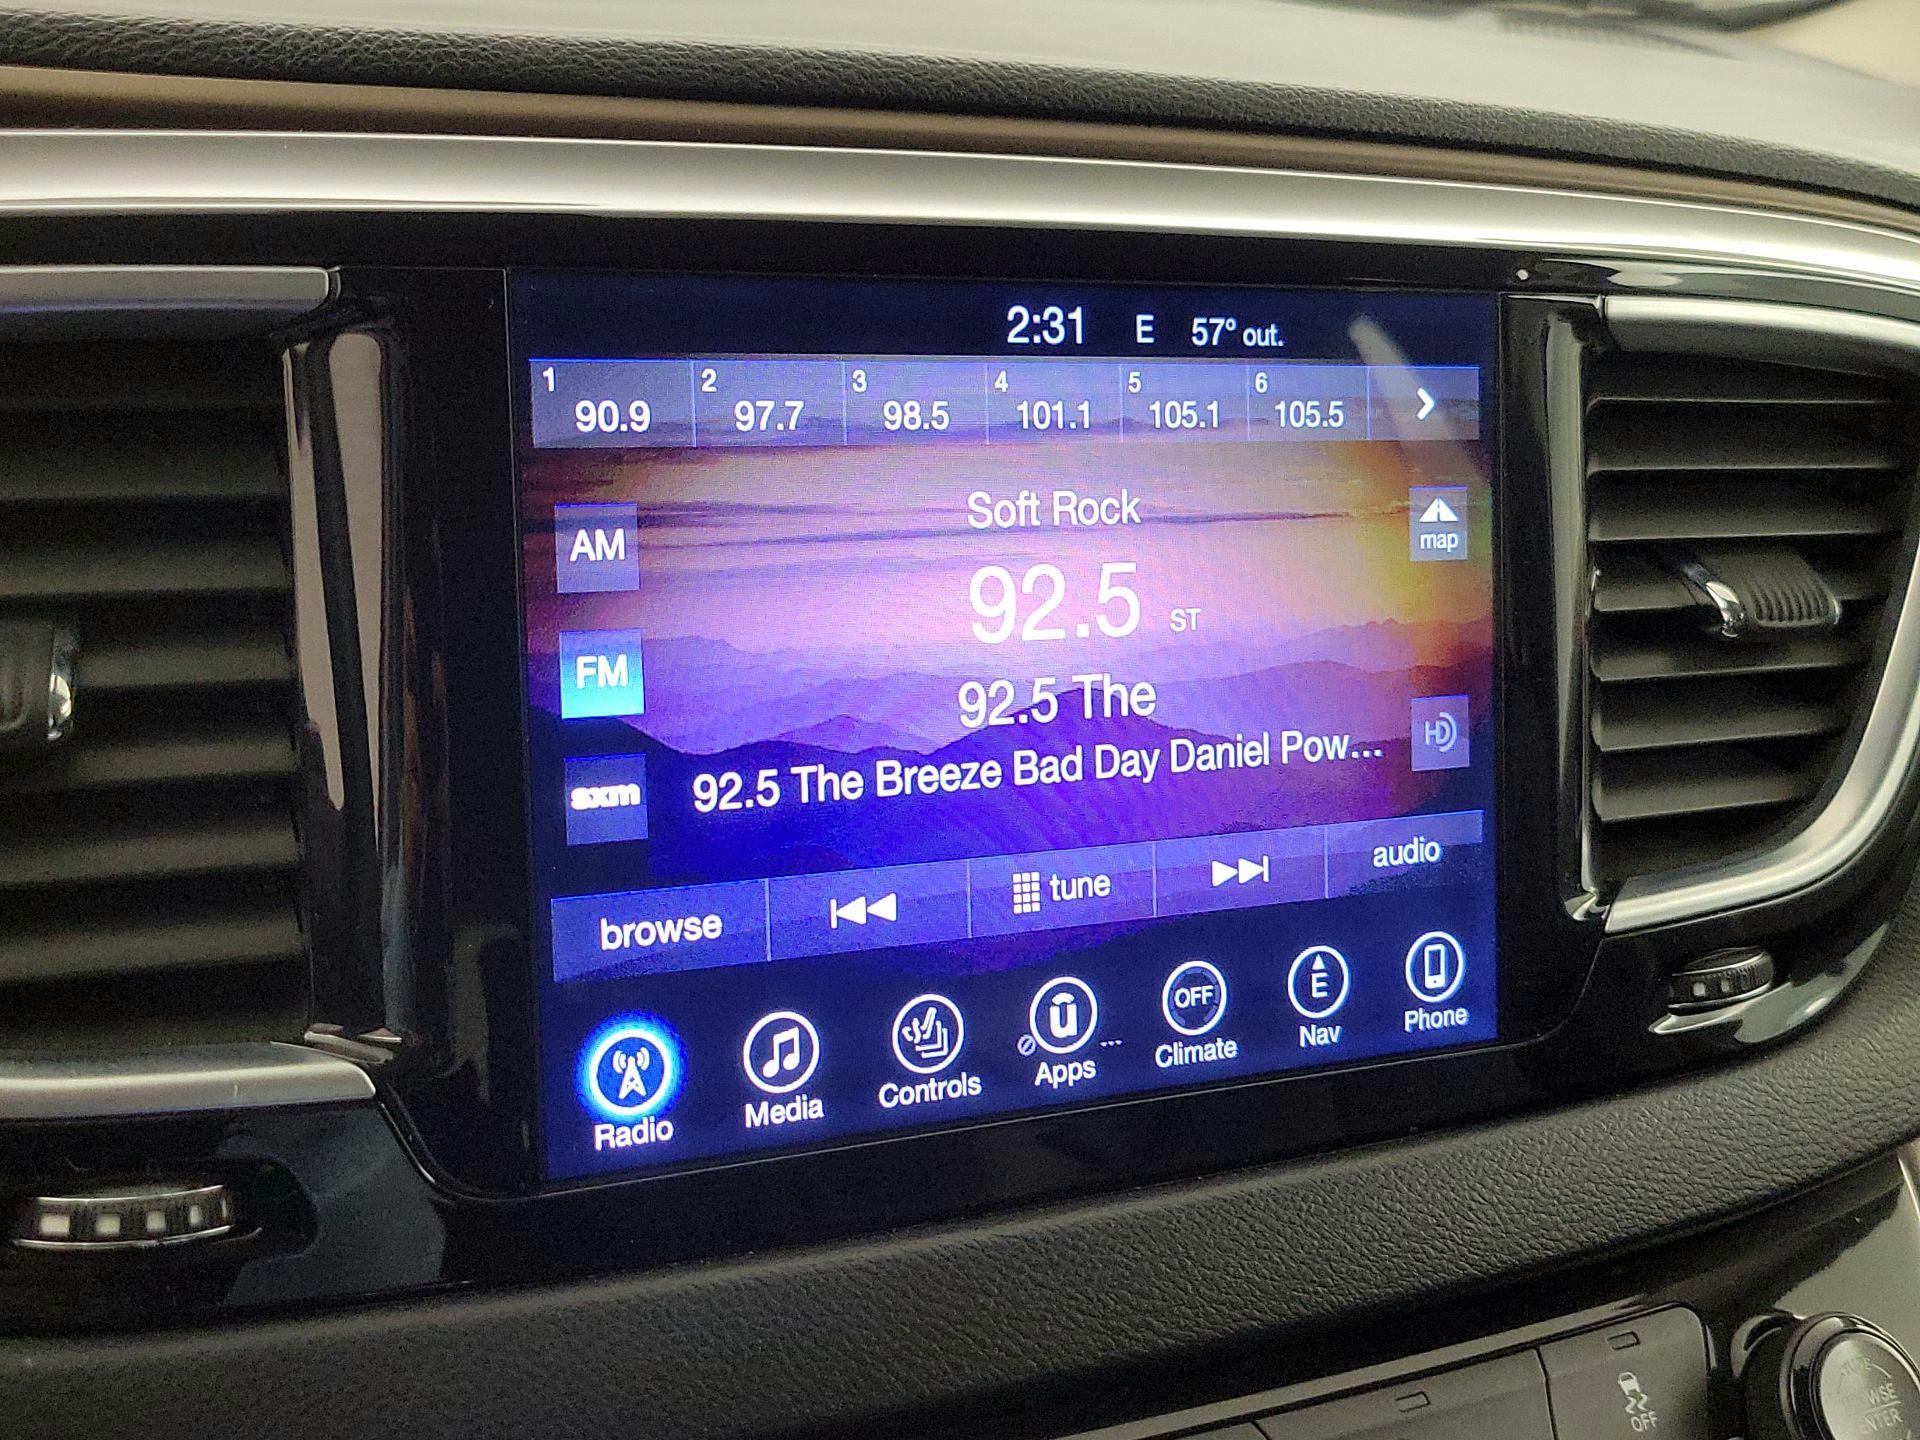 2:31 E 57° out.
1 2 3 4 5 6
90.9 97.7 98.5 101.1 105.1 105.5
Soft Rock
AM
map
92.5 ST
FM
92.5 The
HD
92.5 The Breeze Bad Day Daniel Pow...
sxm
browse tune audio
OFF E
Radio Media Controls Apps Climate Nav Phone
OFF